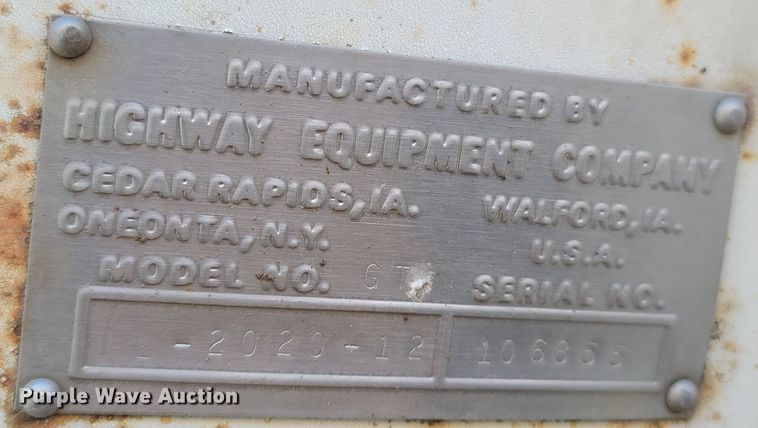 MANUFACTURED BY
HIGHWAY EQUIPMENT COMPANY
CEDAR RAPIDS, IA. WALFORD, IA.
ONEONTA, N.Y. U.S.A.
MODEL NO. SERIAL NO.
L-2020-12 106855
Purple Wave Auction®